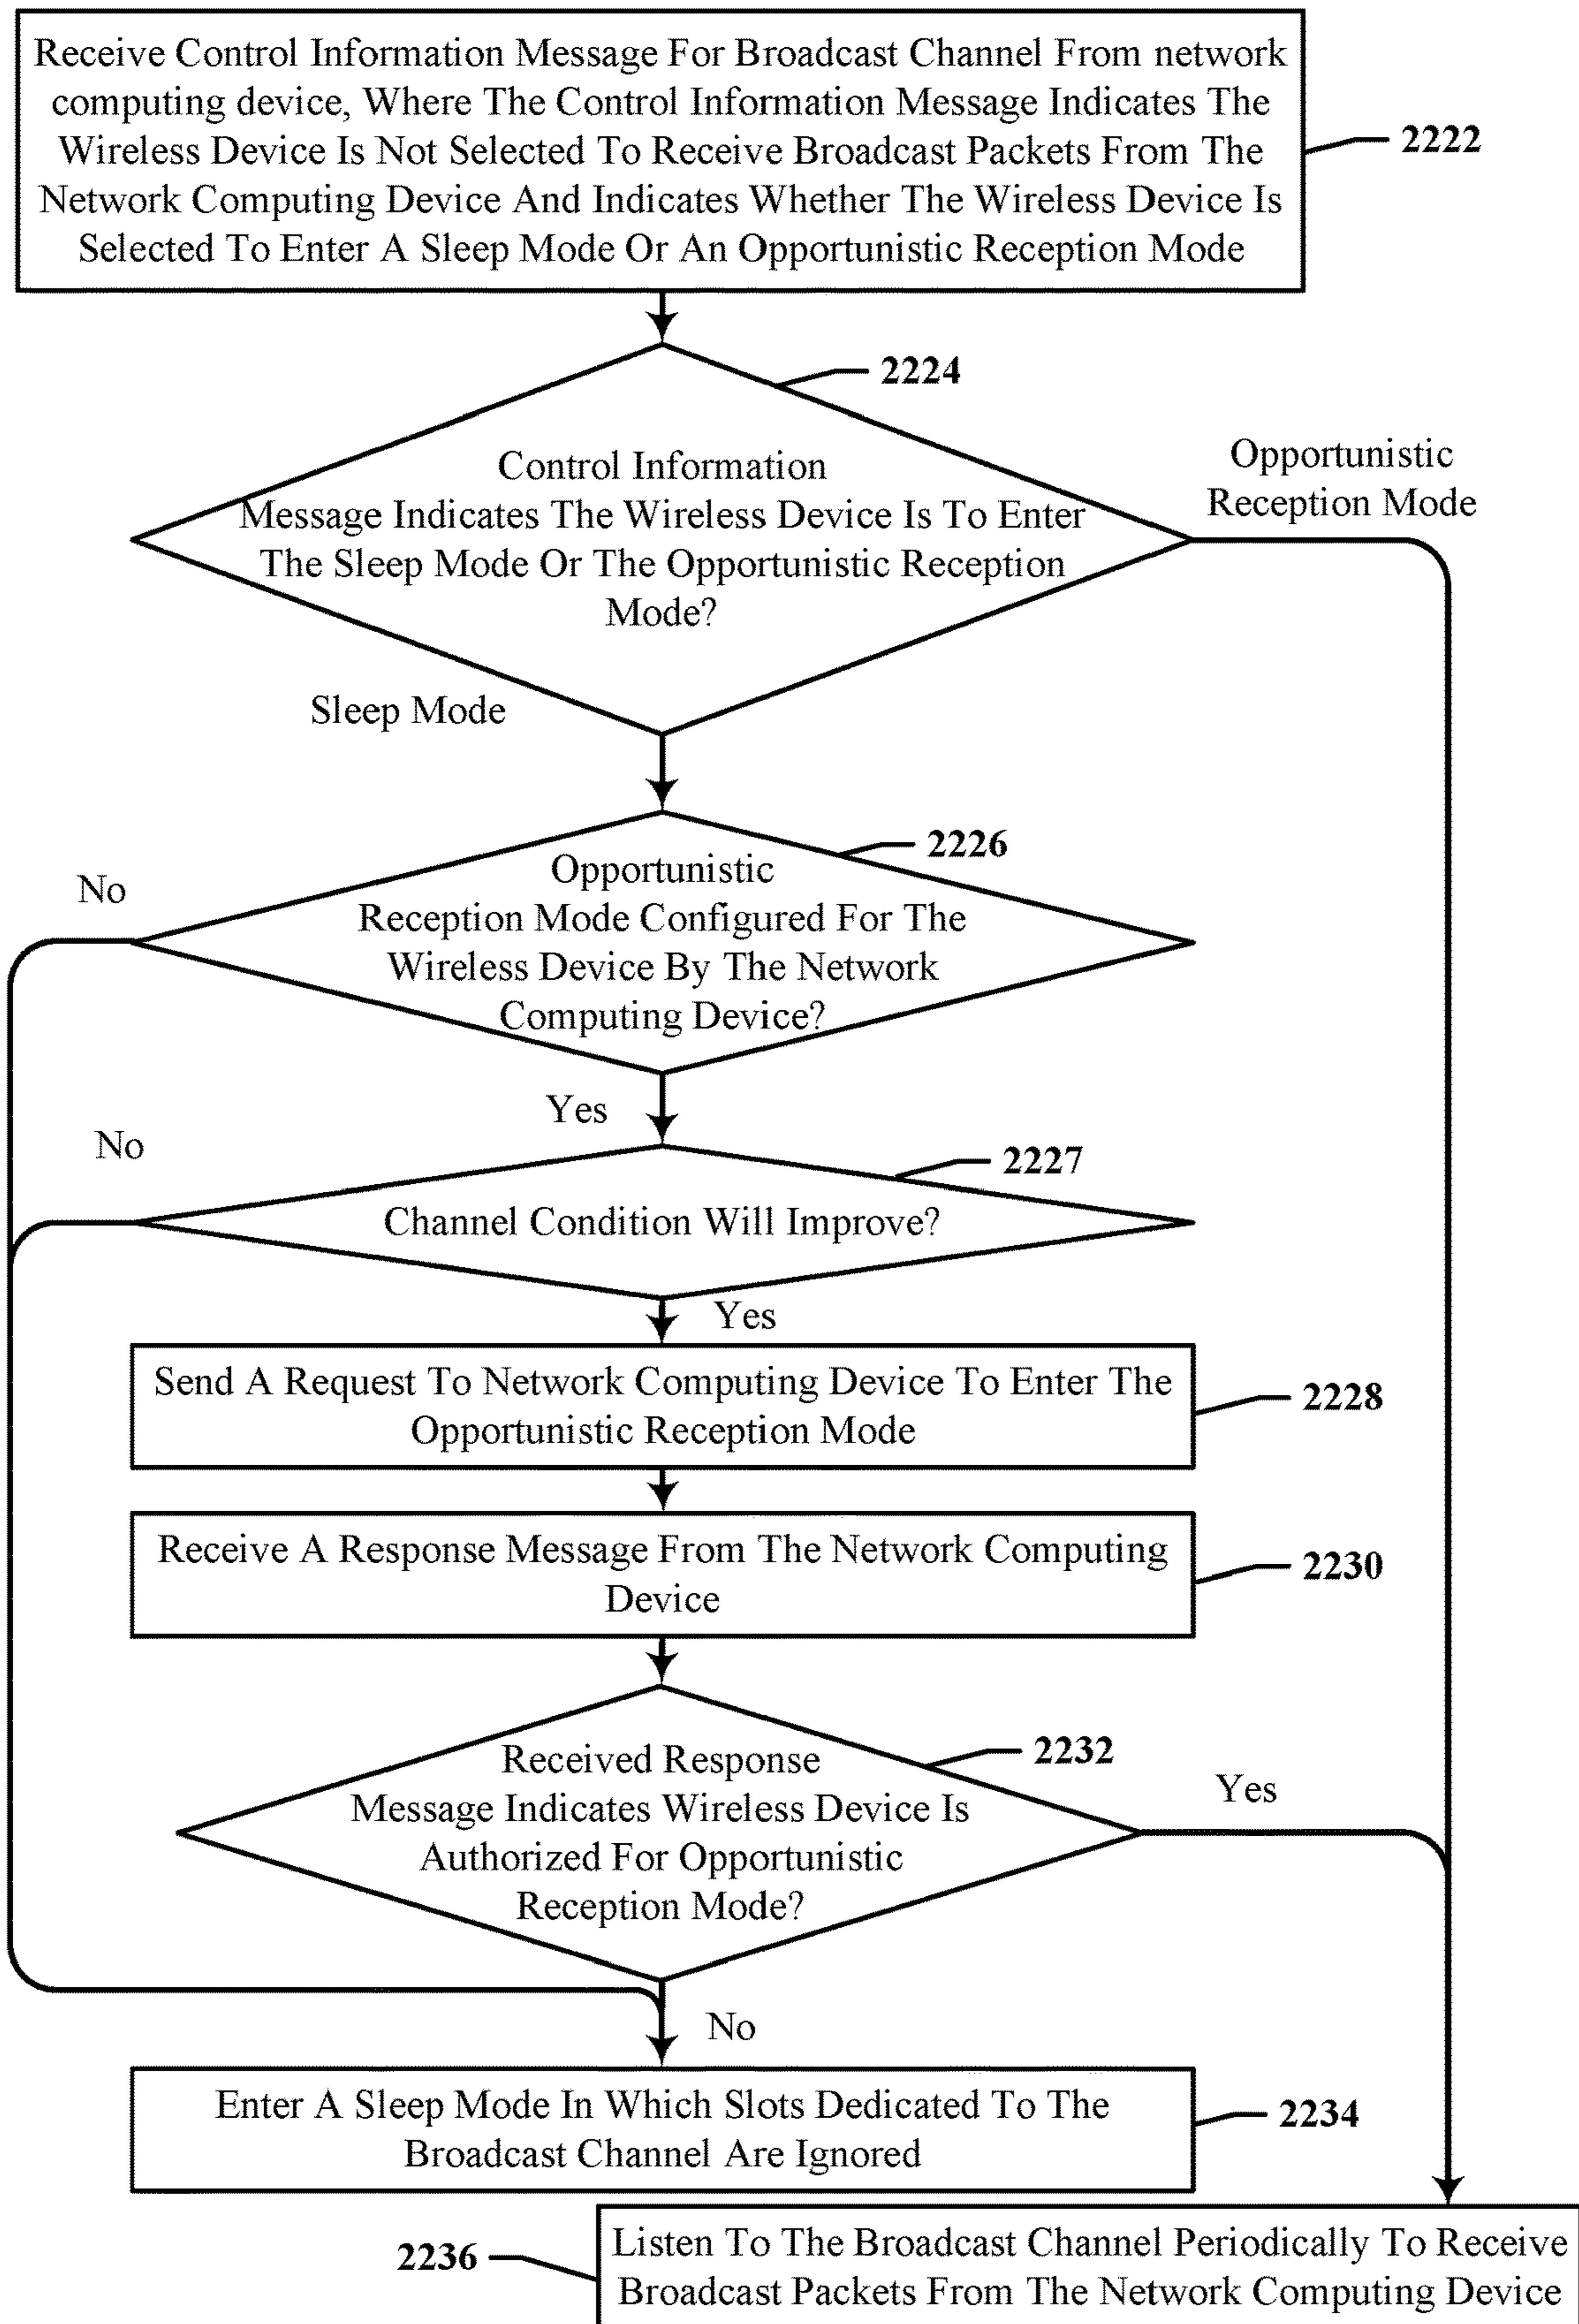 Receive Control Information Message For Broadcast Channel From network
computing device, Where The Control Information Message Indicates The
Wireless Device Is Not Selected To Receive Broadcast Packets From The
Network Computing Device And Indicates Whether The Wireless Device Is
Selected To Enter A Sleep Mode Or An Opportunistic Reception Mode
2222
2224
Control Information
Message Indicates The Wireless Device Is To Enter
The Sleep Mode Or The Opportunistic Reception
Mode?
Opportunistic
Reception Mode
Sleep Mode
2226
Opportunistic
Reception Mode Configured For The
Wireless Device By The Network
Computing Device?
No
Yes
No
2227
Channel Condition Will Improve?
Yes
Send A Request To Network Computing Device To Enter The
Opportunistic Reception Mode
2228
Receive A Response Message From The Network Computing
Device
2230
2232
Received Response
Message Indicates Wireless Device Is
Authorized For Opportunistic
Reception Mode?
Yes
No
Enter A Sleep Mode In Which Slots Dedicated To The
Broadcast Channel Are Ignored
2234
2236
Listen To The Broadcast Channel Periodically To Receive
Broadcast Packets From The Network Computing Device